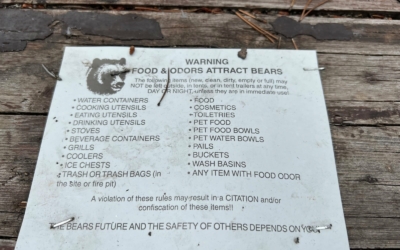 WARNING
FOOD & ODORS ATTRACT BEARS
The following items (new, clean, dirty, empty or full) may
NOT be left outside, in tents, or in tent trailers at any time,
DAY OR NIGHT, unless they are in immediate use.
• WATER CONTAINERS
• COOKING UTENSILS
• EATING UTENSILS
• DRINKING UTENSILS
• STOVES
• BEVERAGE CONTAINERS
• GRILLS
• COOLERS
• ICE CHESTS
• TRASH OR TRASH BAGS (in
the site or fire pit)
• FOOD
• COSMETICS
• TOILETRIES
• PET FOOD
• PET FOOD BOWLS
• PET WATER BOWLS
• PAILS
• BUCKETS
• WASH BASINS
• ANY ITEM WITH FOOD ODOR
A violation of these rules may result in a CITATION and/or
confiscation of these items!!
THE BEARS FUTURE AND THE SAFETY OF OTHERS DEPENDS ON